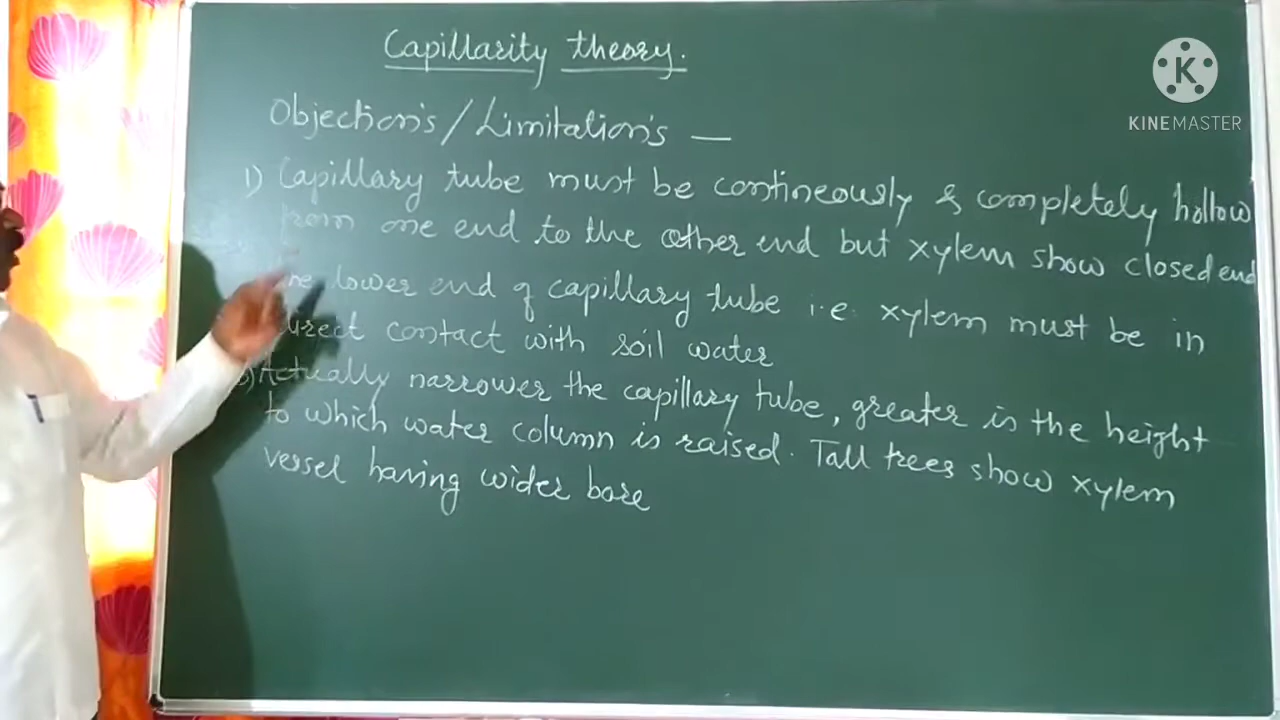 Capillarity theory.
Objection's / Limitation's —
1) Capillary tube must be contineously & completely hollow
from one end to the other end but xylem show closed end
lower end of capillary tube i.e. xylem must be in
direct contact with soil water
Actually narrower the capillary tube, greater is the height
to which water column is raised. Tall trees show xylem
vessel having wider bore
K
KINEMASTER